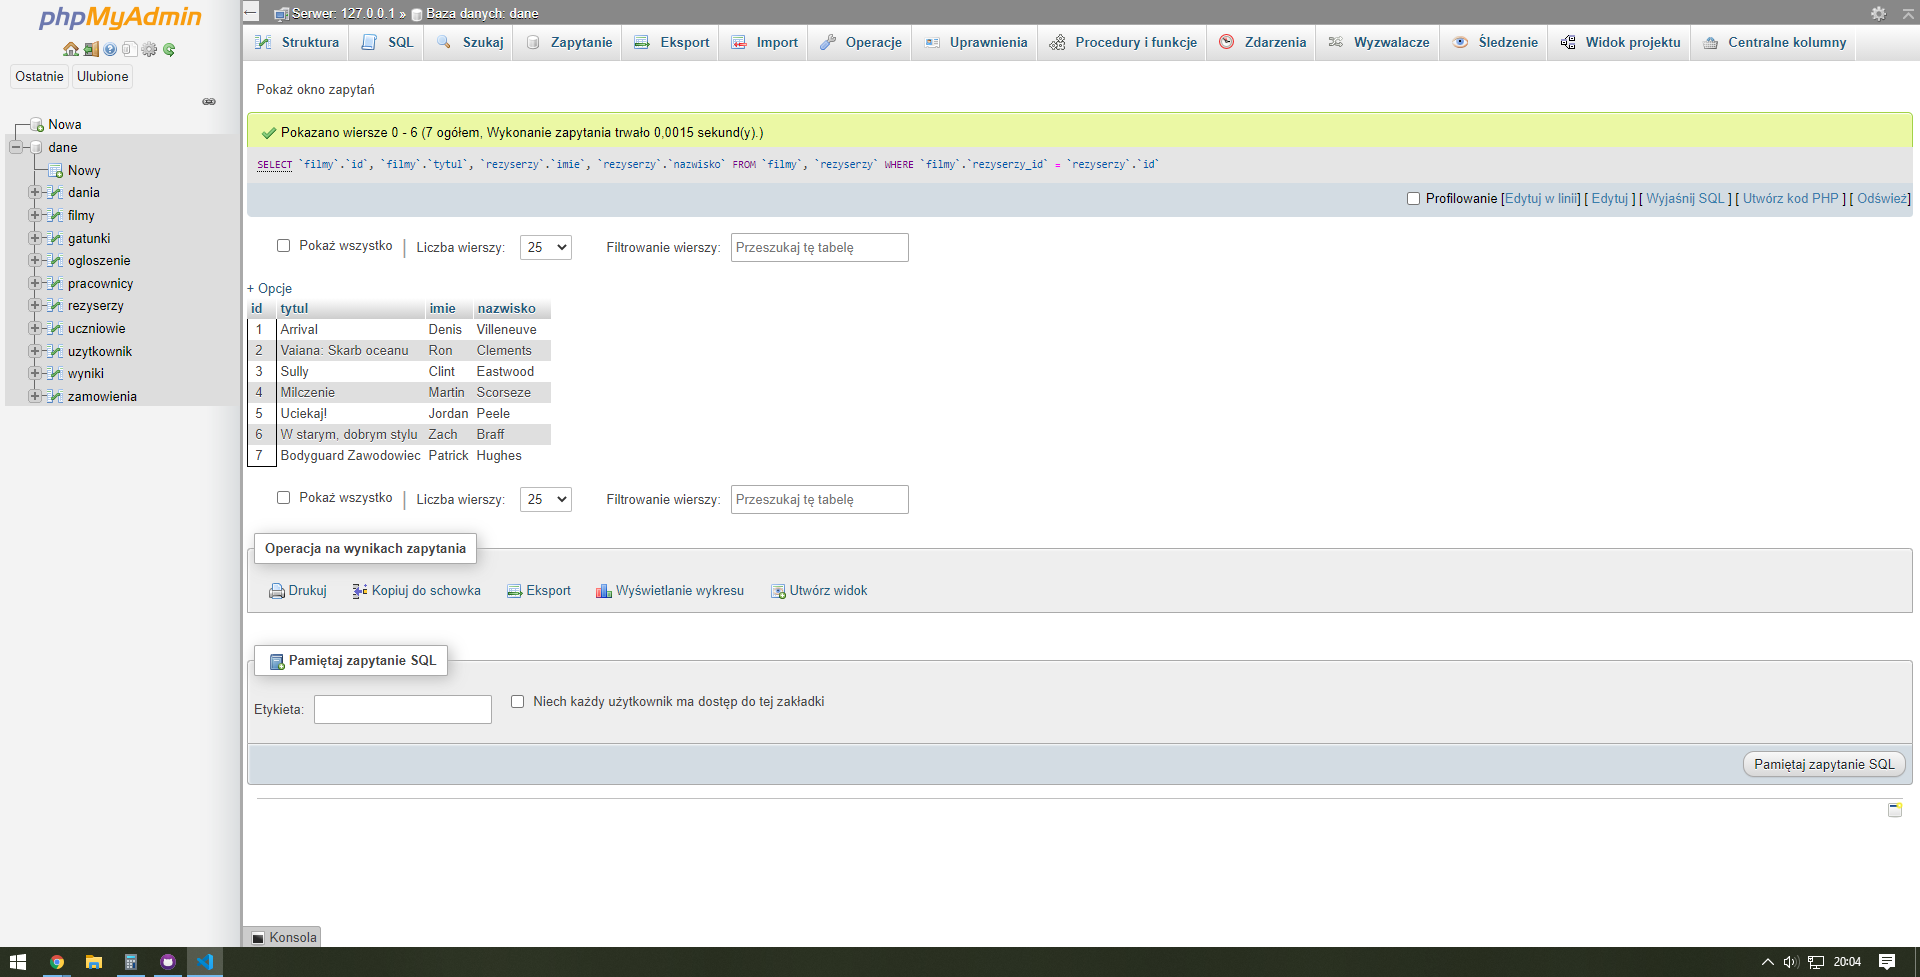 phpMyAdmin
Serwer: 127.0.0.1 » Baza danych: dane
Struktura SQL Szukaj Zapytanie Eksport Import Operacje Uprawnienia Procedury i funkcje Zdarzenia Wyzwalacze Śledzenie Widok projektu Centralne kolumny
Ostatnie Ulubione
Nowa
dane
Nowy
dania
filmy
gatunki
ogloszenie
pracownicy
rezyserzy
uczniowie
uzytkownik
wyniki
zamowienia
Pokaż okno zapytań
Pokazano wiersze 0 - 6 (7 ogółem, Wykonanie zapytania trwało 0,0015 sekund(y).)
SELECT `filmy`.`id`, `filmy`.`tytul`, `rezyserzy`.`imie`, `rezyserzy`.`nazwisko` FROM `filmy`, `rezyserzy` WHERE `filmy`.`rezyserzy_id` = `rezyserzy`.`id`
Profilowanie [Edytuj w linii] [ Edytuj ] [ Wyjaśnij SQL ] [ Utwórz kod PHP ] [ Odśwież]
Pokaż wszystko | Liczba wierszy: 25 Filtrowanie wierszy: Przeszukaj tę tabelę
+ Opcje
id tytul imie nazwisko
1 Arrival Denis Villeneuve
2 Vaiana: Skarb oceanu Ron Clements
3 Sully Clint Eastwood
4 Milczenie Martin Scorseze
5 Uciekaj! Jordan Peele
6 W starym, dobrym stylu Zach Braff
7 Bodyguard Zawodowiec Patrick Hughes
Pokaż wszystko | Liczba wierszy: 25 Filtrowanie wierszy: Przeszukaj tę tabelę
Operacja na wynikach zapytania
Drukuj Kopiuj do schowka Eksport Wyświetlanie wykresu Utwórz widok
Pamiętaj zapytanie SQL
Etykieta: Niech każdy użytkownik ma dostęp do tej zakładki
Pamiętaj zapytanie SQL
Konsola
20:04